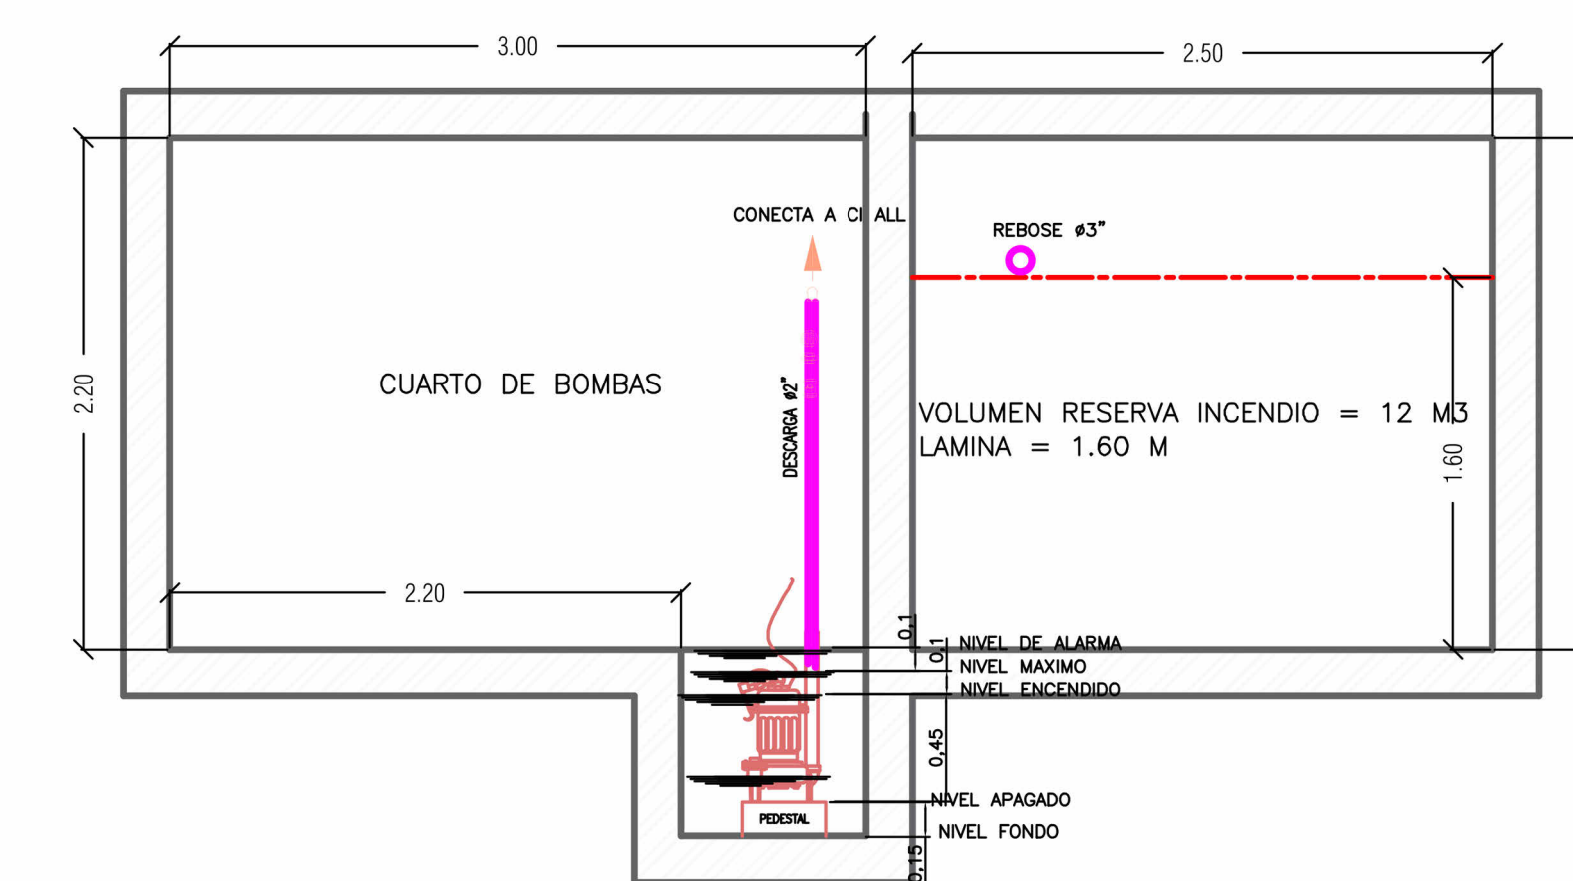 3.00
2.50
CONECTA A CI ALL
REBOSE ø3"
2.20
CUARTO DE BOMBAS
DESCARGA ø2"
VOLUMEN RESERVA INCENDIO = 12 M3
LAMINA = 1.60 M
1.60
2.20
0,1
0,1
NIVEL DE ALARMA
NIVEL MAXIMO
NIVEL ENCENDIDO
0,45
NIVEL APAGADO
PEDESTAL
NIVEL FONDO
0,15